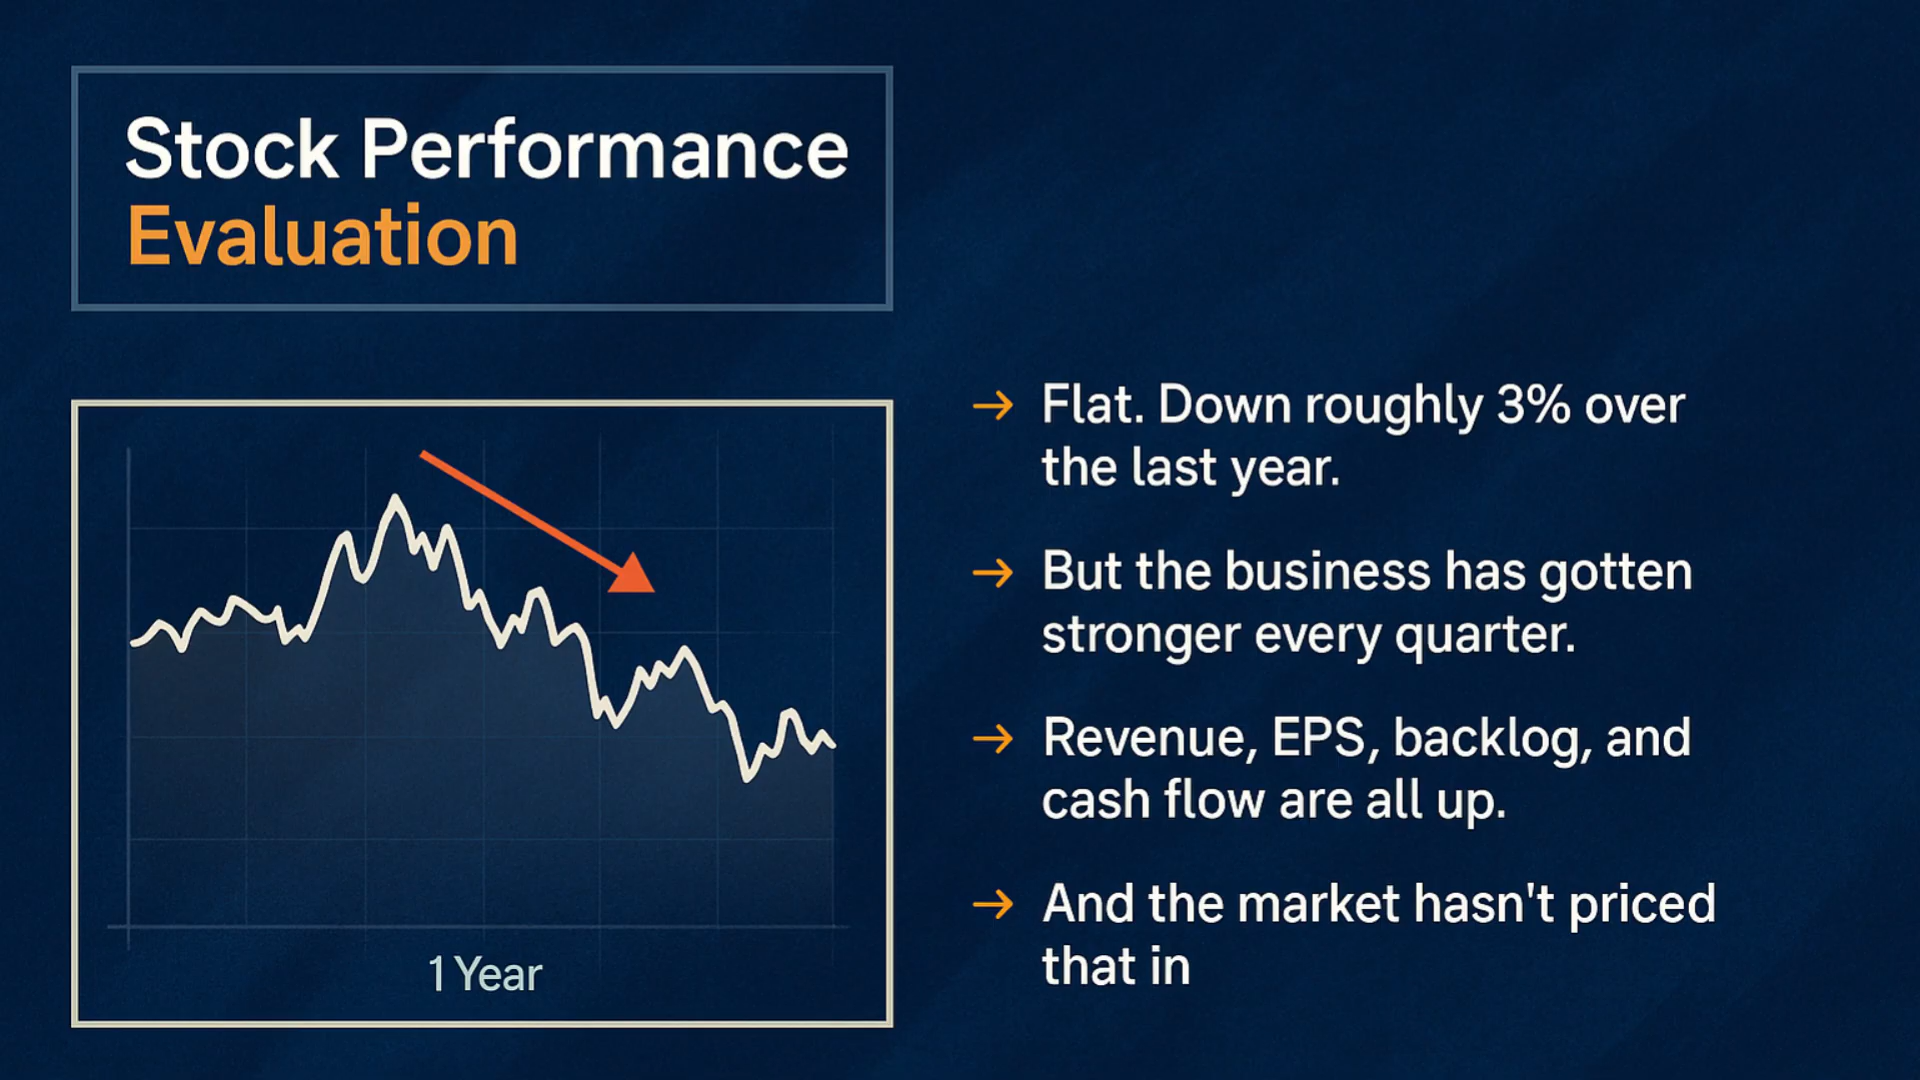 Stock Performance
Evaluation
1 Year
→ Flat. Down roughly 3% over
the last year.
→ But the business has gotten
stronger every quarter.
→ Revenue, EPS, backlog, and
cash flow are all up.
→ And the market hasn't priced
that in